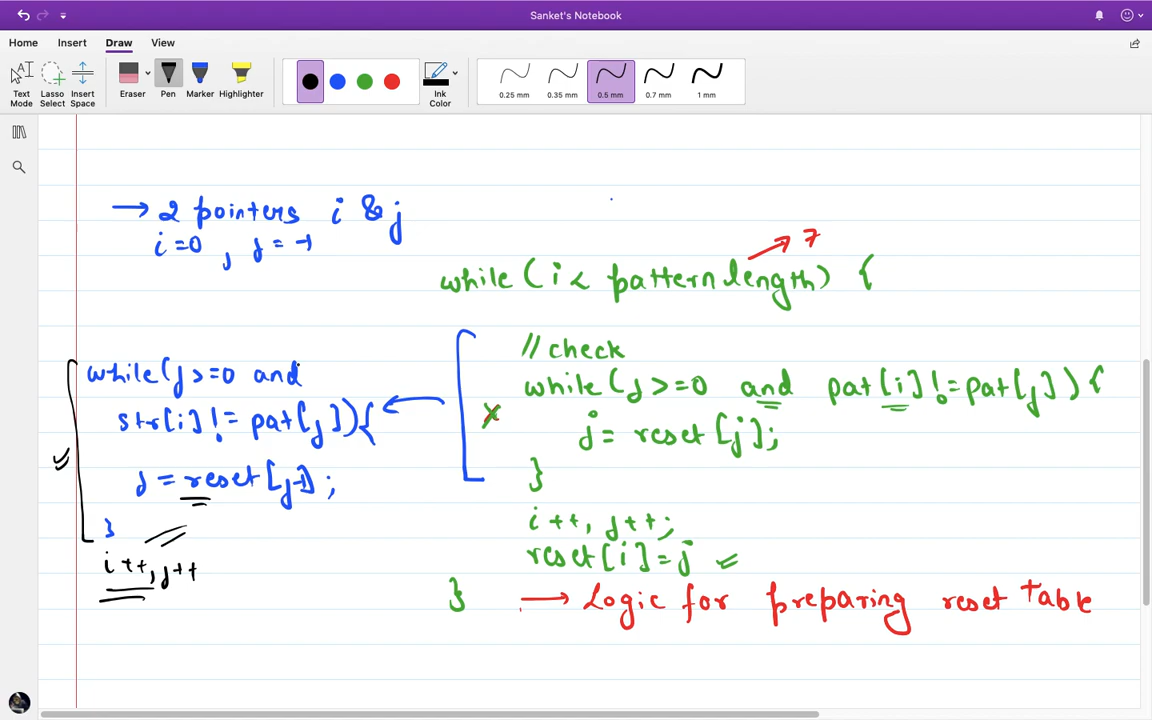 Sanket's Notebook
Home Insert Draw View
Text Mode
Lasso Select
Insert Space
Eraser
Pen
Marker
Highlighter
Ink Color
0.25 mm
0.35 mm
0.5 mm
0.7 mm
1 mm
→ 2 pointers i & j
i=0, j=-1
→ 7
while(i< pattern length) {
// check
while(j>=0 and pat[i]!=pat[j]){
j= reset[j];
}
i++, j++;
reset[i]=j
}
→ Logic for preparing reset table
while(j>=0 and
str[i]!= pat[j]){
j = reset[j];
}
i++, j++